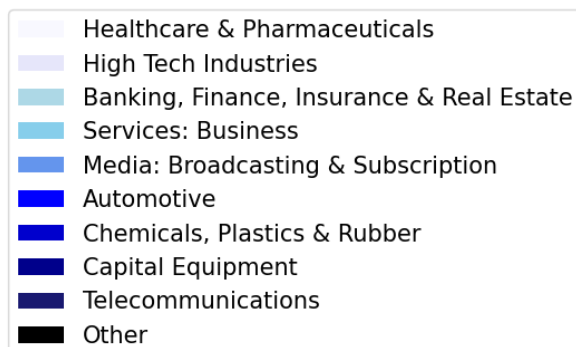 Healthcare & Pharmaceuticals
High Tech Industries
Banking, Finance, Insurance & Real Estate
Services: Business
Media: Broadcasting & Subscription
Automotive
Chemicals, Plastics & Rubber
Capital Equipment
Telecommunications
Other